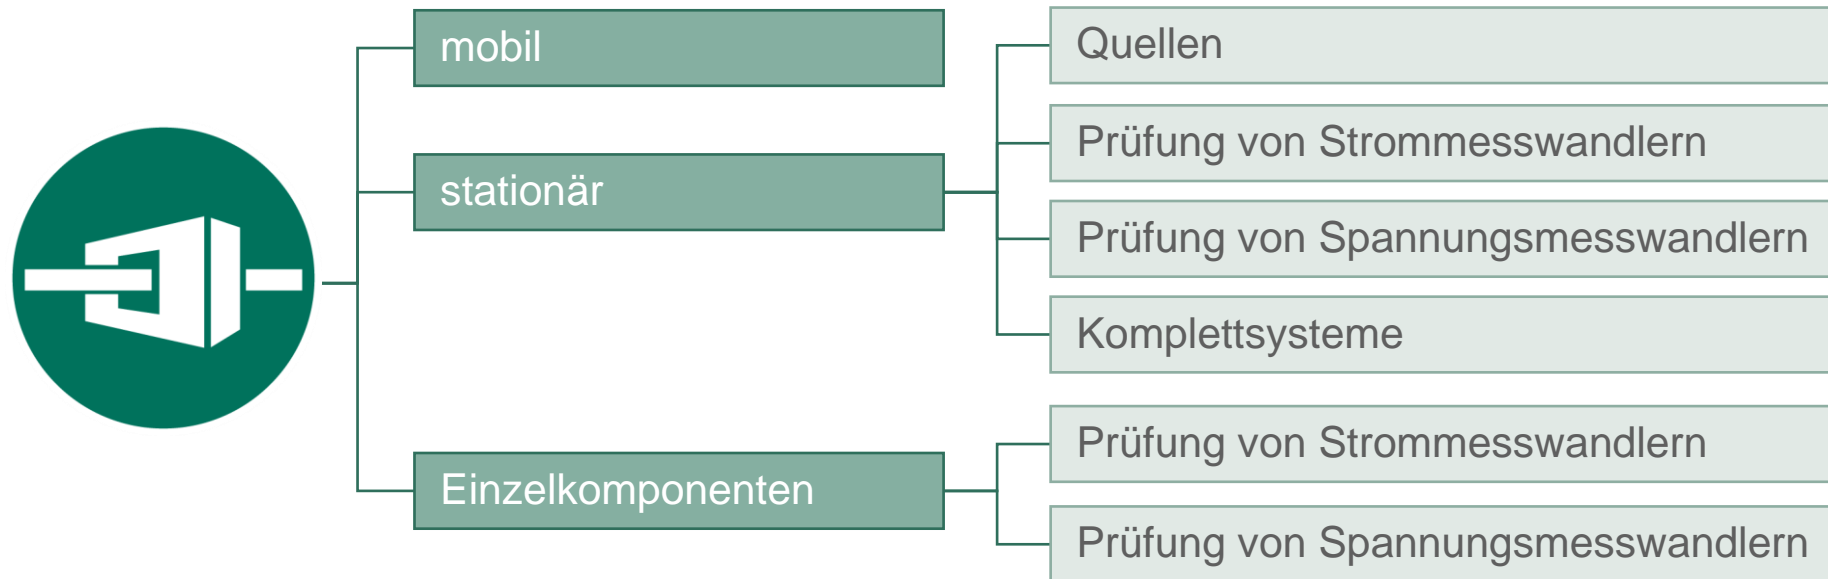 mobil
stationär
Quellen
Prüfung von Strommesswandlern
Prüfung von Spannungsmesswandlern
Komplettsysteme
Einzelkomponenten
Prüfung von Strommesswandlern
Prüfung von Spannungsmesswandlern